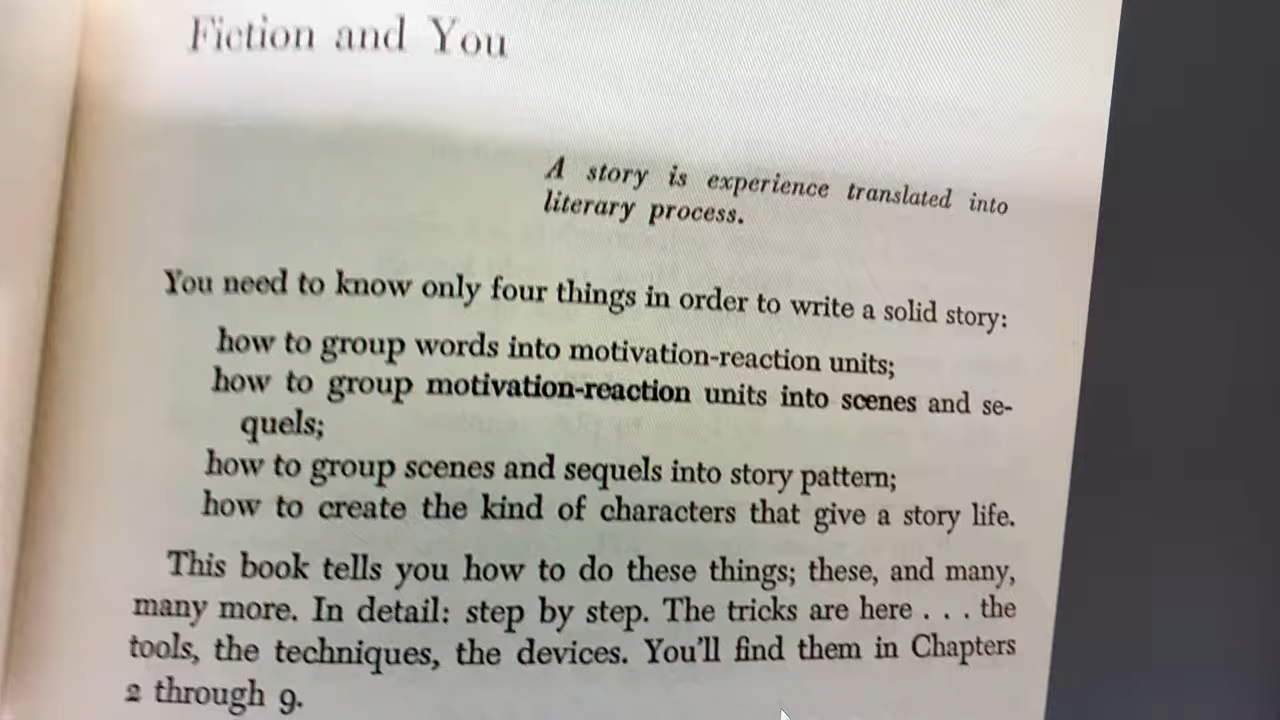 Fiction and You
A story is experience translated into
literary process.
You need to know only four things in order to write a solid story:
how to group words into motivation-reaction units;
how to group motivation-reaction units into scenes and se-
quels;
how to group scenes and sequels into story pattern;
how to create the kind of characters that give a story life.
This book tells you how to do these things; these, and many,
many more. In detail: step by step. The tricks are here . . . the
tools, the techniques, the devices. You'll find them in Chapters
2 through 9.